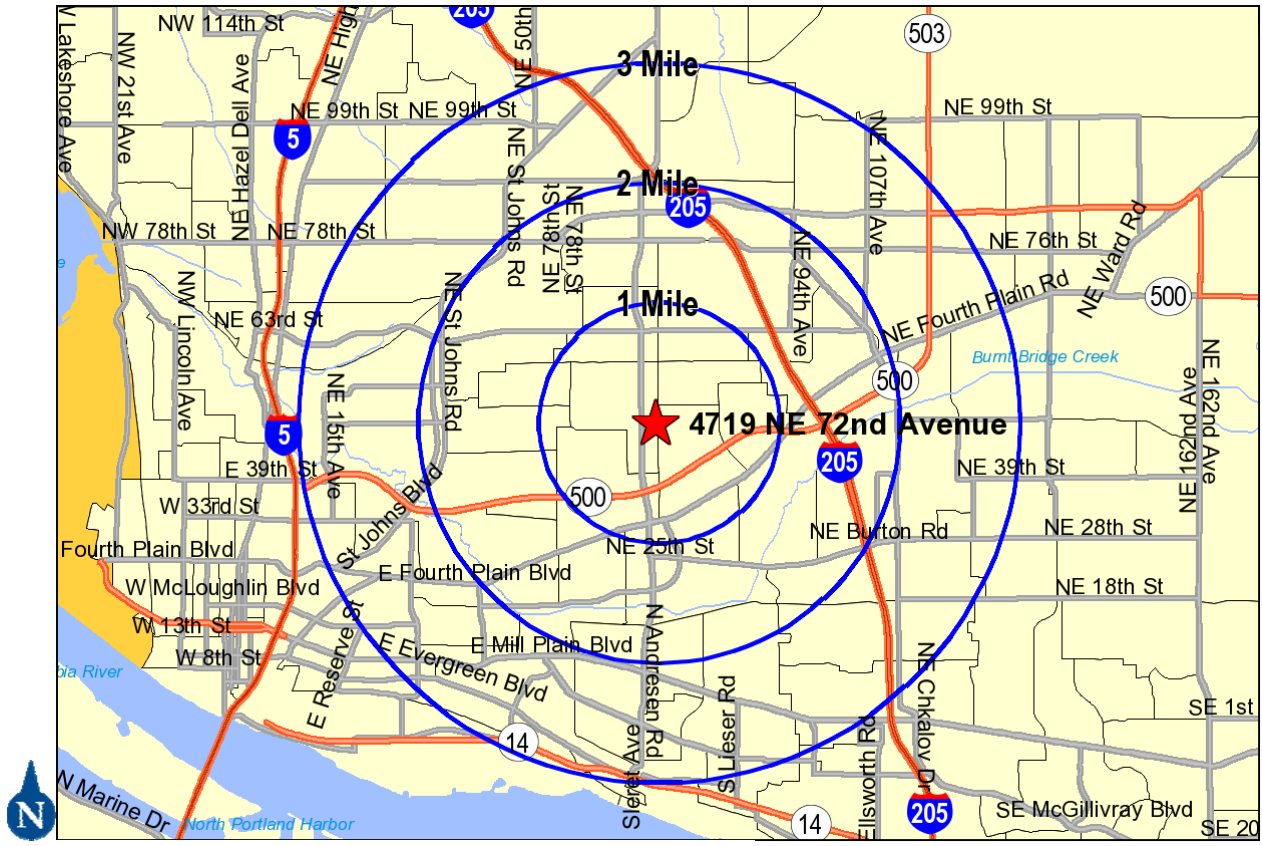 205
NW 114th St
NE High
NE 50th
503
W Lakeshore Ave
NW 21st Ave
NE Hazel Dell Ave
3 Mile
NE 99th St
NE 99th St
NE 99th St
5
NE St Johns Rd
NE 107th Ave
2 Mile
205
NE 78th St
NE 78th St
NW 78th St
NE 78th St
NE 94th Ave
NE 76th St
NE Ward Rd
e
NW Lincoln Ave
NE St Johns Rd
1 Mile
500
NE 63rd St
NE Fourth Plain Rd
Burnt Bridge Creek
NE 15th Ave
500
NE 162nd Ave
NE 162nd Ave
4719 NE 72nd Avenue
5
205
E 39th St
NE 39th St
500
W 33rd St
St Johns Blvd
NE Burton Rd
NE 28th St
Fourth Plain Blvd
NE 25th St
E Fourth Plain Blvd
W McLoughlin Blvd
NE 18th St
W 13th St
E Reserve St
N Andresen Rd
E Mill Plain Blvd
E Evergreen Blvd
W 8th St
bia River
NE Chkalov Dr
S Lieser Rd
SE 1st
14
Sieret Ave
Ellsworth Rd
N Marine Dr
North Portland Harbor
14
205
SE McGillivray Blvd
SE 20
N